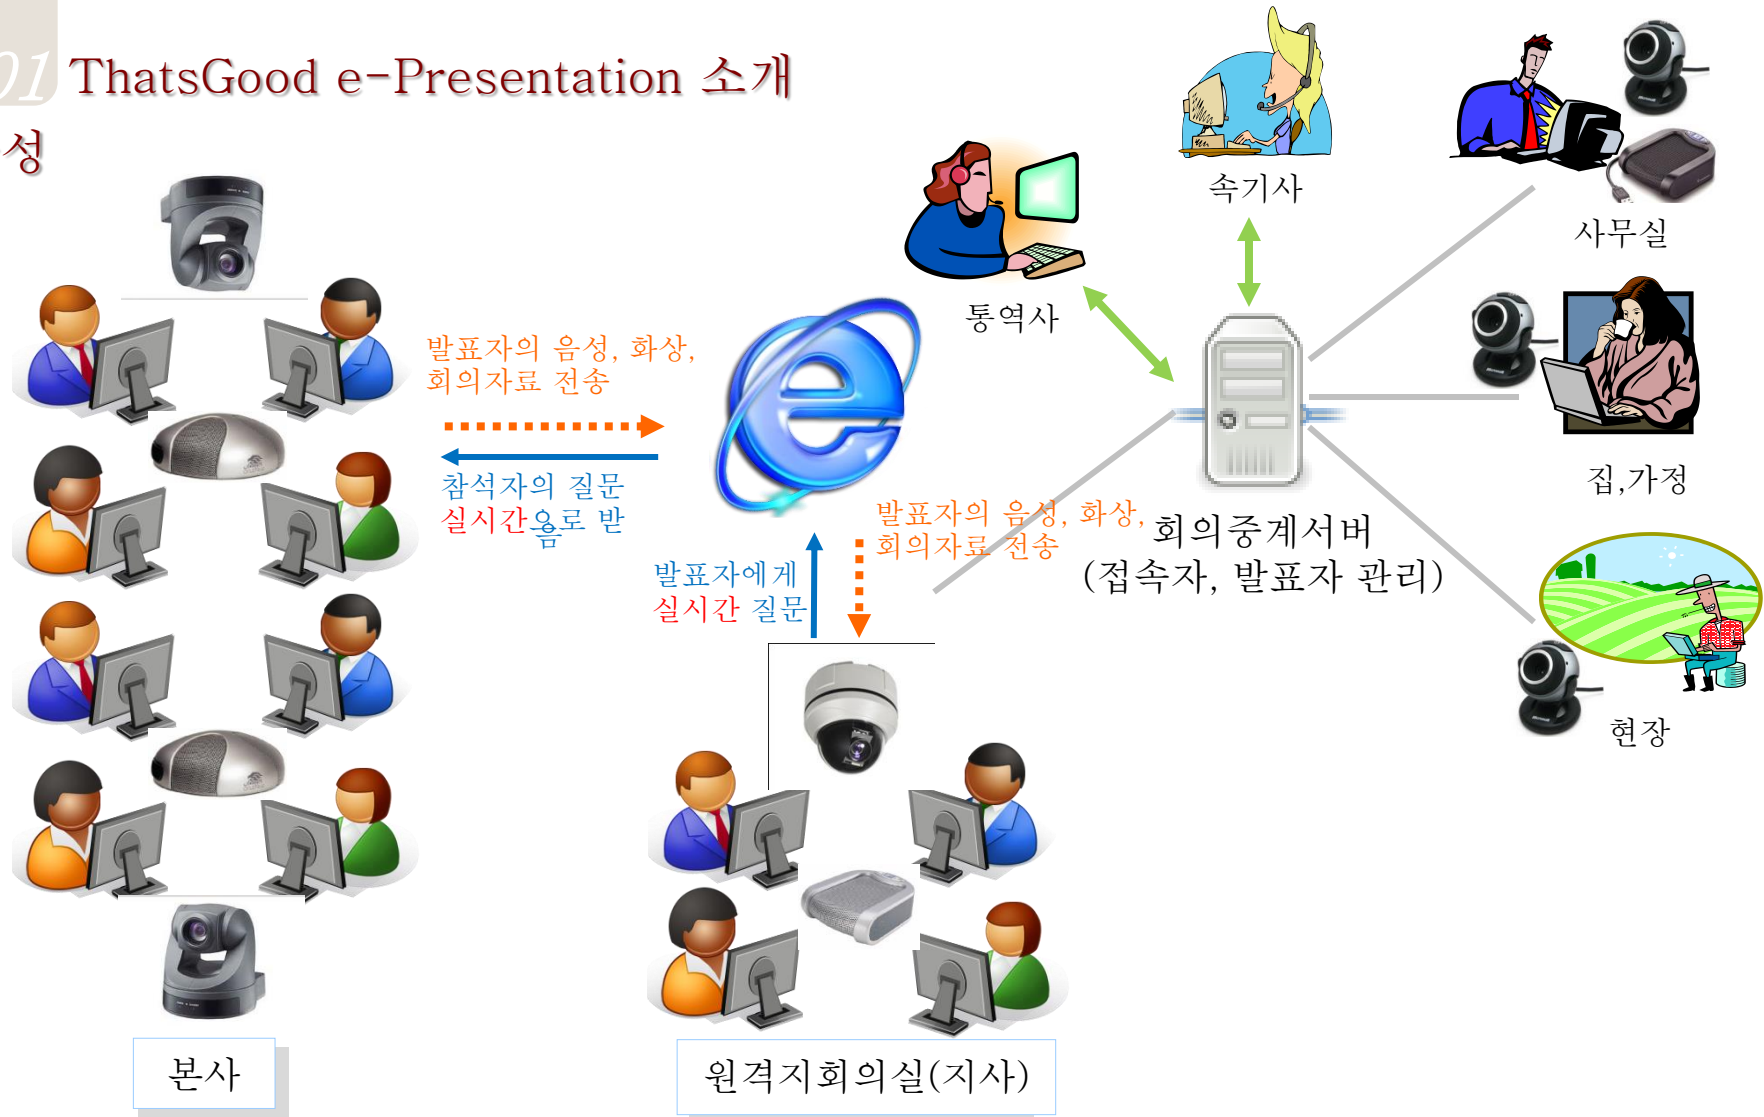 01 ThatsGood e-Presentation 소개
성
속기사
사무실
통역사
발표자의 음성, 화상,
회의자료 전송
참석자의 질문
실시간으로 받
음
집,가정
발표자의 음성, 화상,
회의자료 전송
회의중계서버
(접속자, 발표자 관리)
발표자에게
실시간 질문
현장
본사
원격지회의실(지사)